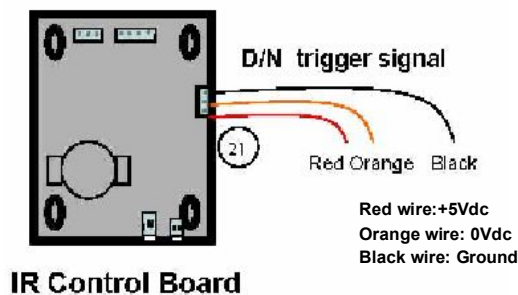 D/N trigger signal
21
Red Orange Black
Red wire:+5Vdc
Orange wire: 0Vdc
Black wire: Ground
IR Control Board